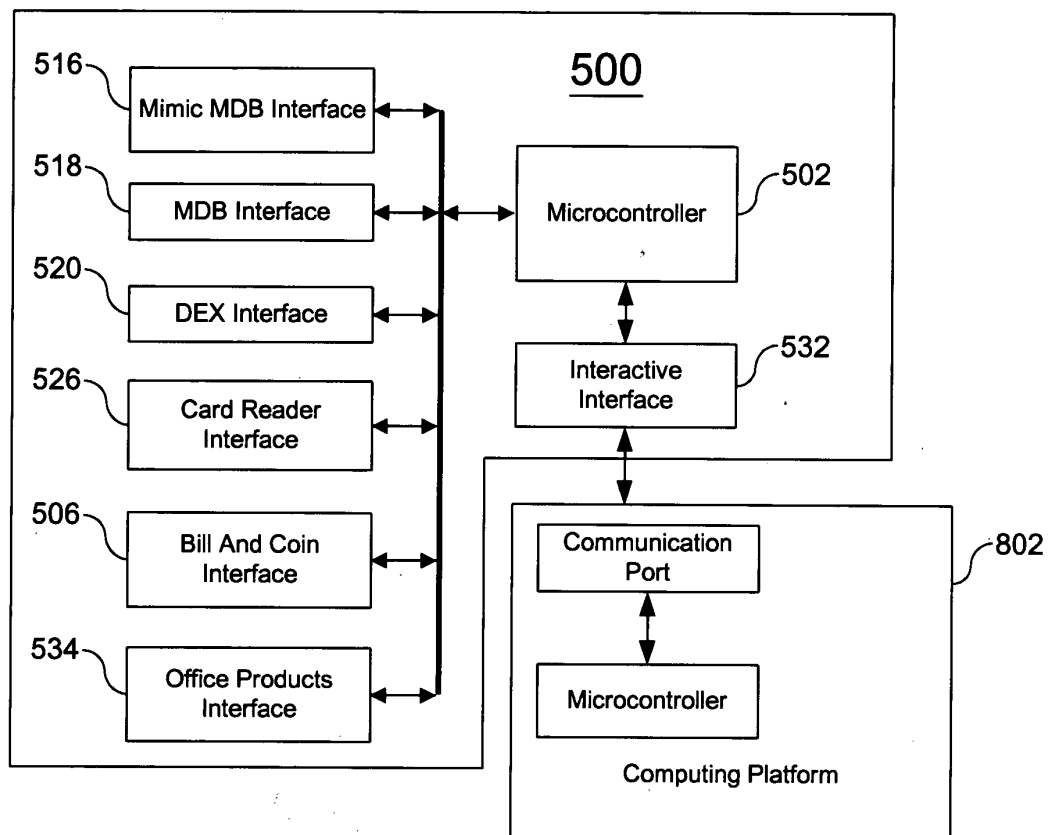 500
516
Mimic MDB Interface
518
MDB Interface
502
Microcontroller
520
DEX Interface
532
Interactive
Interface
526
Card Reader
Interface
506
Bill And Coin
Interface
534
Office Products
Interface
802
Communication
Port
Microcontroller
Computing Platform